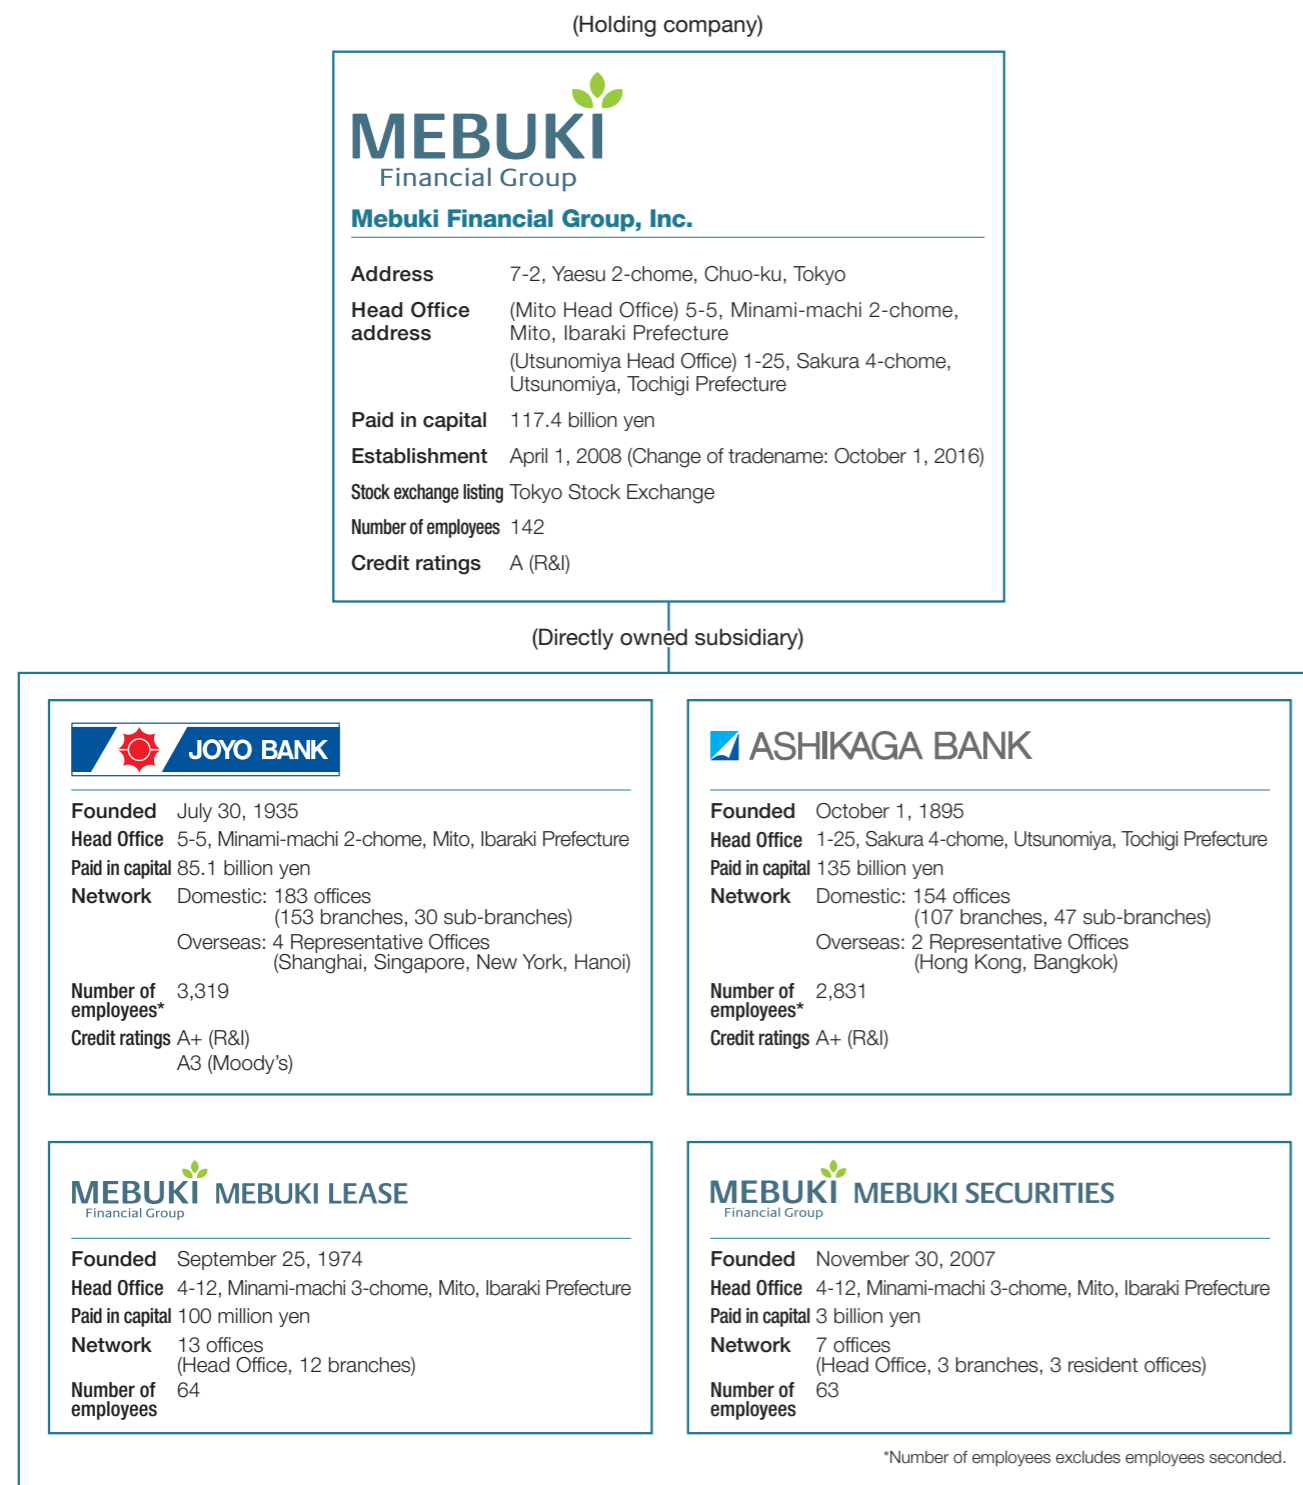 (Holding company)
MEBUKI
Financial Group
Mebuki Financial Group, Inc.
Address 7-2, Yaesu 2-chome, Chuo-ku, Tokyo
Head Office address (Mito Head Office) 5-5, Minami-machi 2-chome,
Mito, Ibaraki Prefecture
(Utsunomiya Head Office) 1-25, Sakura 4-chome,
Utsunomiya, Tochigi Prefecture
Paid in capital 117.4 billion yen
Establishment April 1, 2008 (Change of tradename: October 1, 2016)
Stock exchange listing Tokyo Stock Exchange
Number of employees 142
Credit ratings A (R&I)
(Directly owned subsidiary)
JOYO BANK
Founded July 30, 1935
Head Office 5-5, Minami-machi 2-chome, Mito, Ibaraki Prefecture
Paid in capital 85.1 billion yen
Network Domestic: 183 offices
(153 branches, 30 sub-branches)
Overseas: 4 Representative Offices
(Shanghai, Singapore, New York, Hanoi)
Number of employees* 3,319
Credit ratings A+ (R&I)
A3 (Moody's)
ASHIKAGA BANK
Founded October 1, 1895
Head Office 1-25, Sakura 4-chome, Utsunomiya, Tochigi Prefecture
Paid in capital 135 billion yen
Network Domestic: 154 offices
(107 branches, 47 sub-branches)
Overseas: 2 Representative Offices
(Hong Kong, Bangkok)
Number of employees* 2,831
Credit ratings A+ (R&I)
MEBUKI MEBUKI LEASE
Financial Group
Founded September 25, 1974
Head Office 4-12, Minami-machi 3-chome, Mito, Ibaraki Prefecture
Paid in capital 100 million yen
Network 13 offices
(Head Office, 12 branches)
Number of employees 64
MEBUKI MEBUKI SECURITIES
Financial Group
Founded November 30, 2007
Head Office 4-12, Minami-machi 3-chome, Mito, Ibaraki Prefecture
Paid in capital 3 billion yen
Network 7 offices
(Head Office, 3 branches, 3 resident offices)
Number of employees 63
*Number of employees excludes employees seconded.